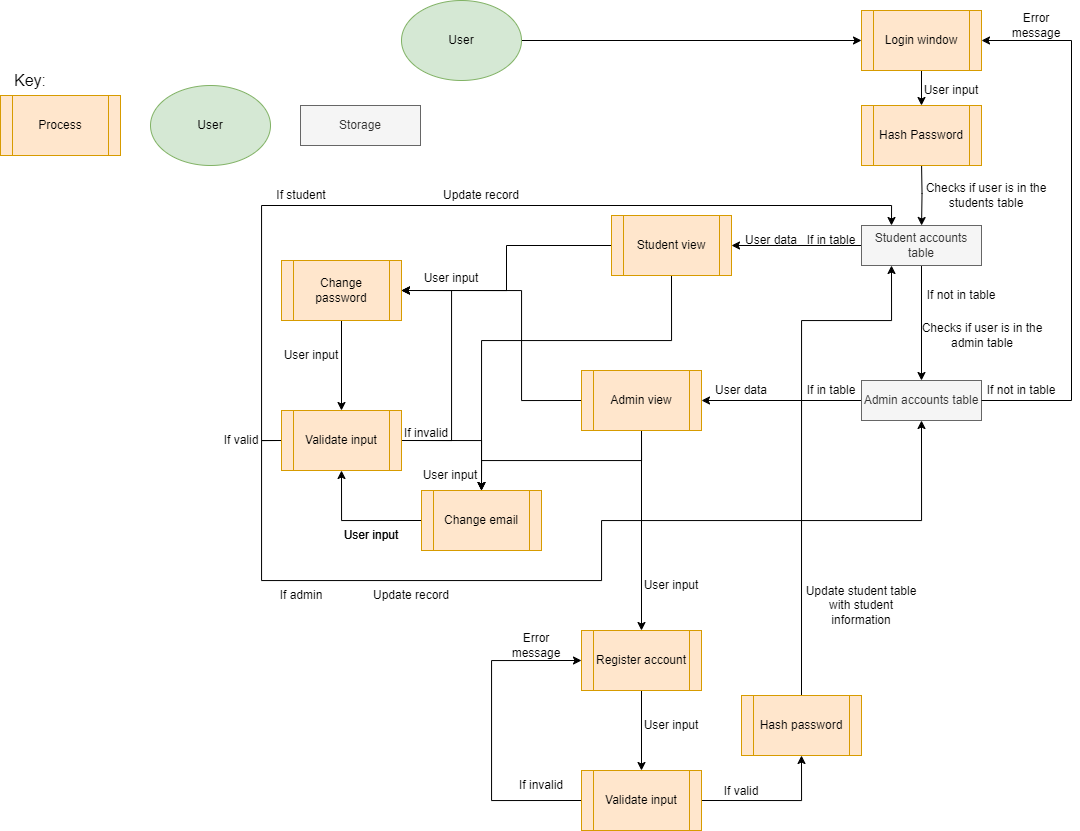 User
Login window
Error
message
Key:
Process
User
Storage
User input
Hash Password
Checks if user is in the
students table
If student
Update record
Student view
User data
If in table
Student accounts
table
Change
password
User input
If not in table
Checks if user is in the
admin table
User input
Admin view
User data
If in table
Admin accounts table
If not in table
If valid
Validate input
If invalid
User input
Change email
User input
If admin
Update record
User input
Update student table
with student
information
Error
message
Register account
User input
Hash password
If invalid
Validate input
If valid